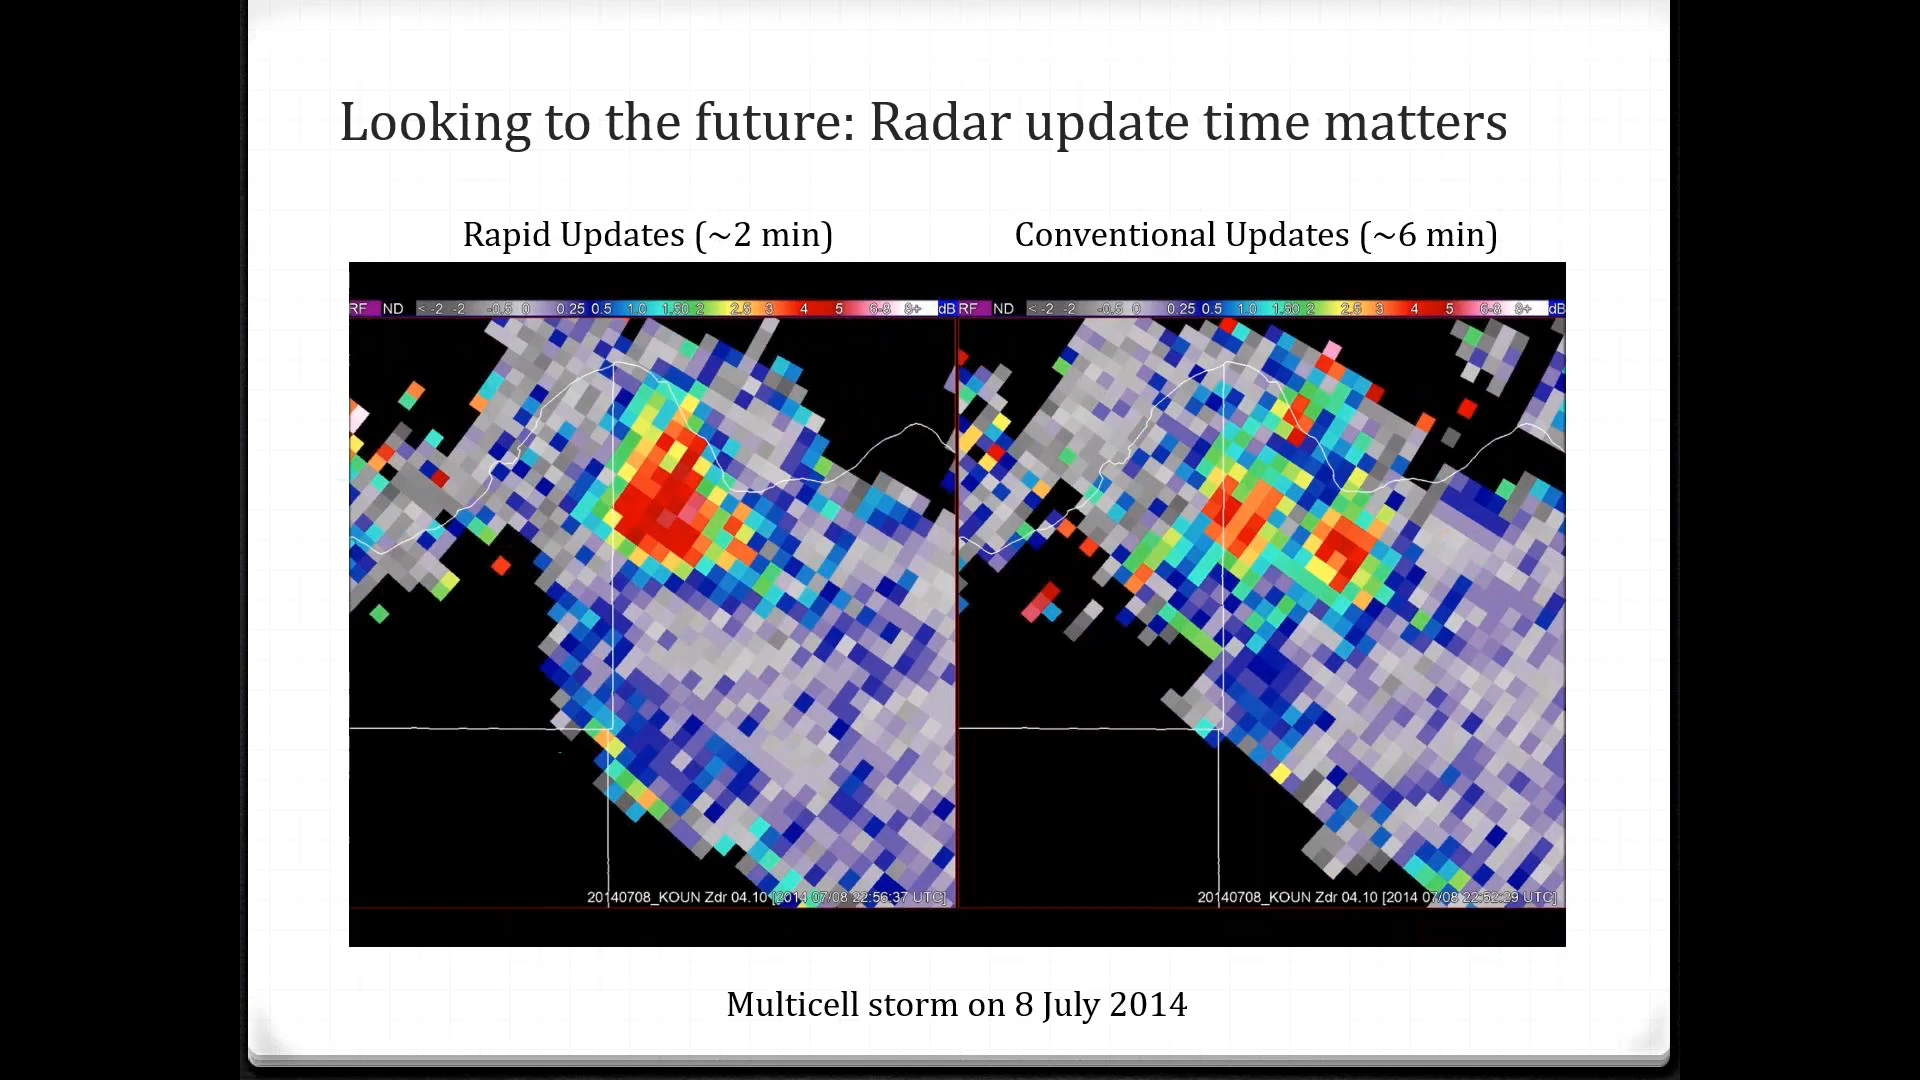 Looking to the future: Radar update time matters
Rapid Updates (~2 min)
Conventional Updates (~6 min)
RF ND < -2 -2 -0.5 0 0.25 0.5 1.0 1.50 2 2.5 3 4 5 6-8 8+ dB
RF ND < -2 -2 -0.5 0 0.25 0.5 1.0 1.50 2 2.5 3 4 5 6-8 8+ dB
20140708_KOUN Zdr 04.10 [2014 07/08 22:56:37 UTC]
20140708_KOUN Zdr 04.10 [2014 07/08 22:52:29 UTC]
Multicell storm on 8 July 2014